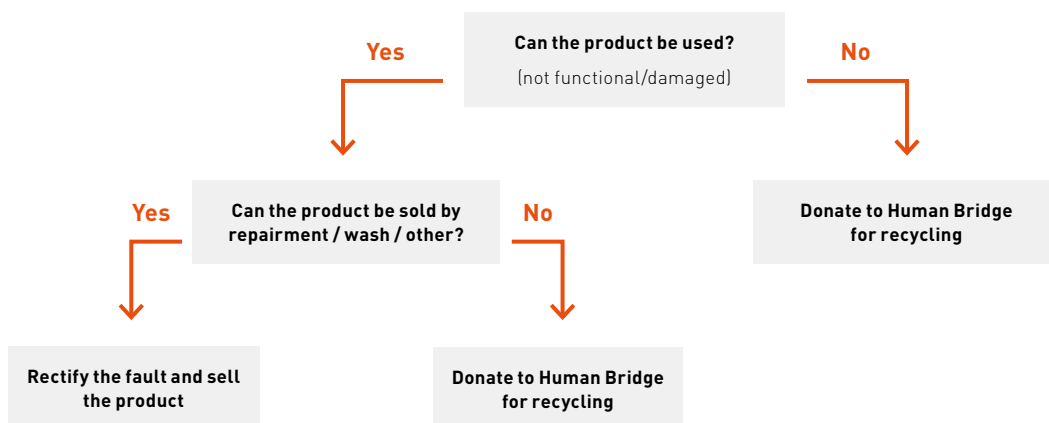 Can the product be used?
(not functional/damaged)
Yes
No
Can the product be sold by
repairment / wash / other?
Donate to Human Bridge
for recycling
Yes
No
Rectify the fault and sell
the product
Donate to Human Bridge
for recycling